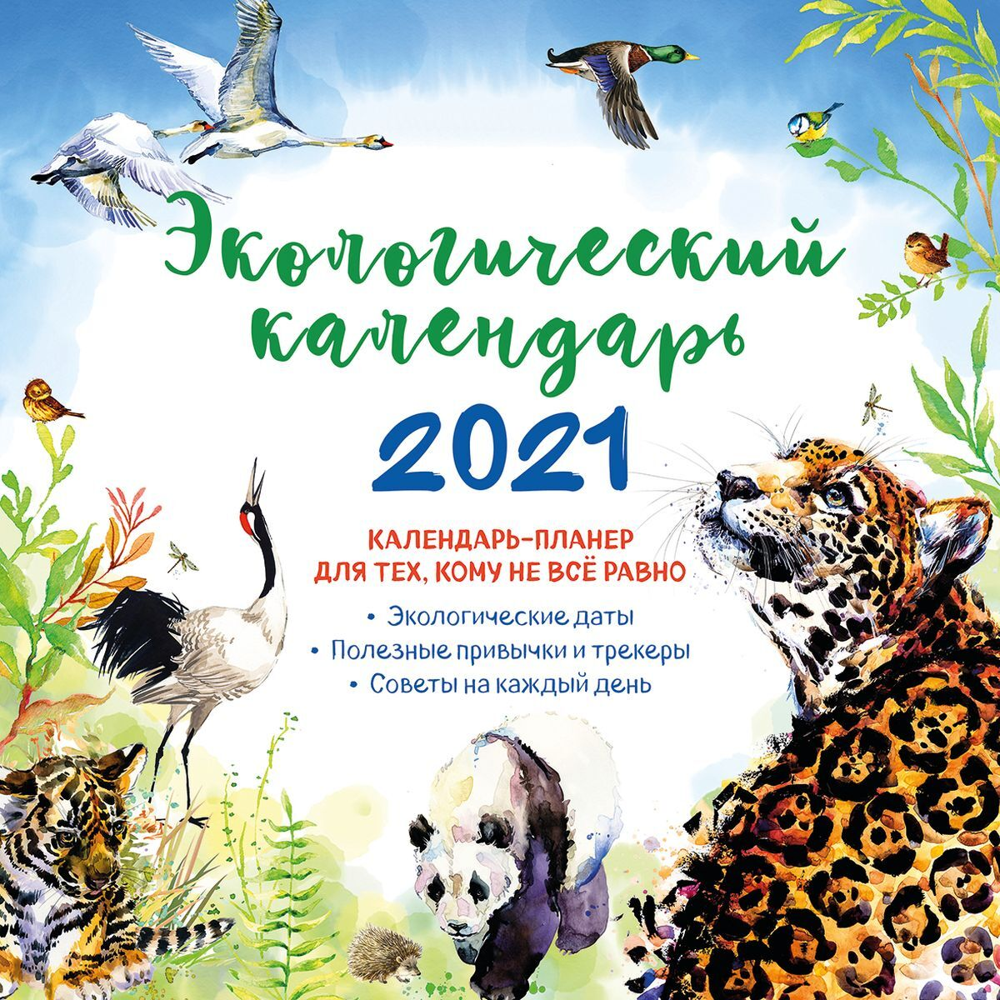 Экологический
календарь
2021
КАЛЕНДАРЬ-ПЛАНЕР
ДЛЯ ТЕХ, КОМУ НЕ ВСЁ РАВНО
• Экологические даты
• Полезные привычки и трекеры
• Советы на каждый день